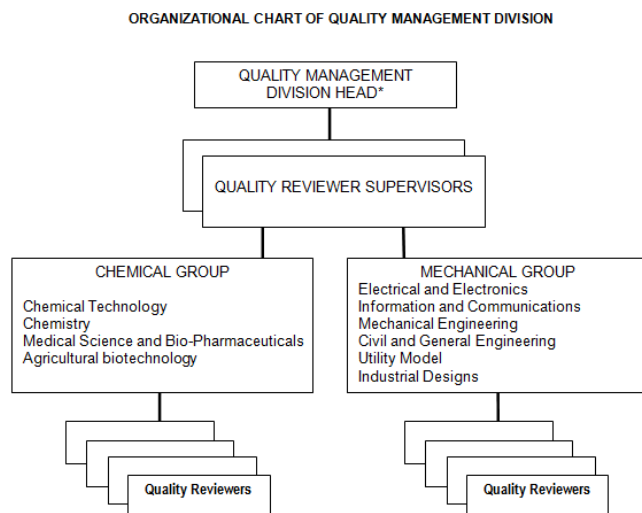 ORGANIZATIONAL CHART OF QUALITY MANAGEMENT DIVISION
QUALITY MANAGEMENT
DIVISION HEAD*
QUALITY REVIEWER SUPERVISORS
CHEMICAL GROUP
Chemical Technology
Chemistry
Medical Science and Bio-Pharmaceuticals
Agricultural biotechnology
MECHANICAL GROUP
Electrical and Electronics
Information and Communications
Mechanical Engineering
Civil and General Engineering
Utility Model
Industrial Designs
Quality Reviewers
Quality Reviewers